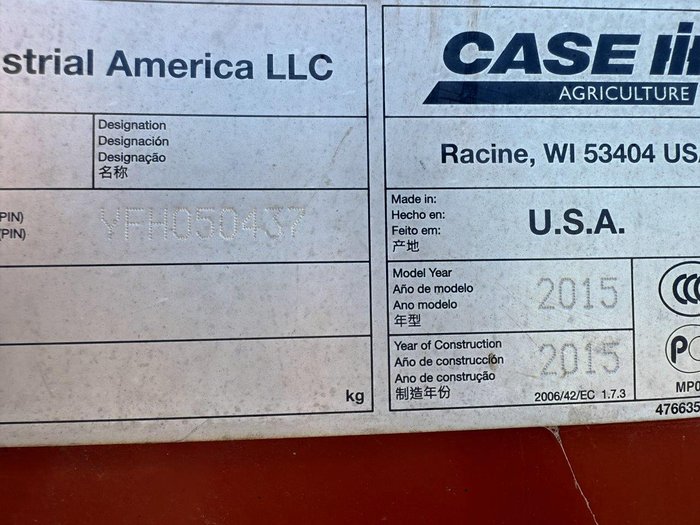 strial America LLC
CASE IH
AGRICULTURE
Designation
Designación
Designação
名称
Racine, WI 53404 US
PIN)
(PIN)
YFH050437
Made in:
Hecho en:
Feito em:
产地
U.S.A.
Model Year
Año de modelo
Ano modelo
年型
2015
Year of Construction
Año de construcción
Ano de construção
制造年份
2015
kg
2006/42/EC 1.7.3
CCC
P
MP0
476635